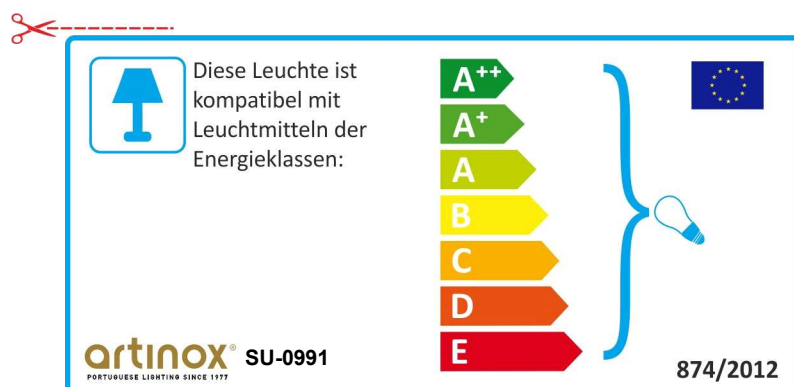 Diese Leuchte ist
kompatibel mit
Leuchtmitteln der
Energieklassen:
A++
A+
A
B
C
D
E
artinox® SU-0991
PORTUGUESE LIGHTING SINCE 1977
874/2012